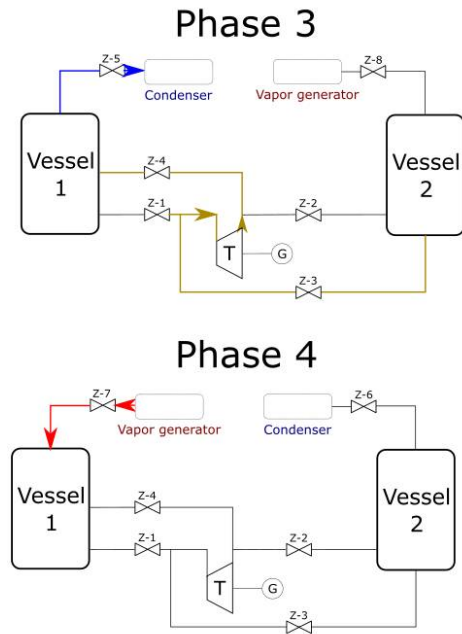 Phase 3
Z-5
Condenser
Vapor generator
Z-8
Vessel
1
Z-4
Z-1
T
G
Z-2
Z-3
Vessel
2
Phase 4
Z-7
Vapor generator
Condenser
Z-6
Vessel
1
Z-4
Z-1
T
G
Z-2
Z-3
Vessel
2